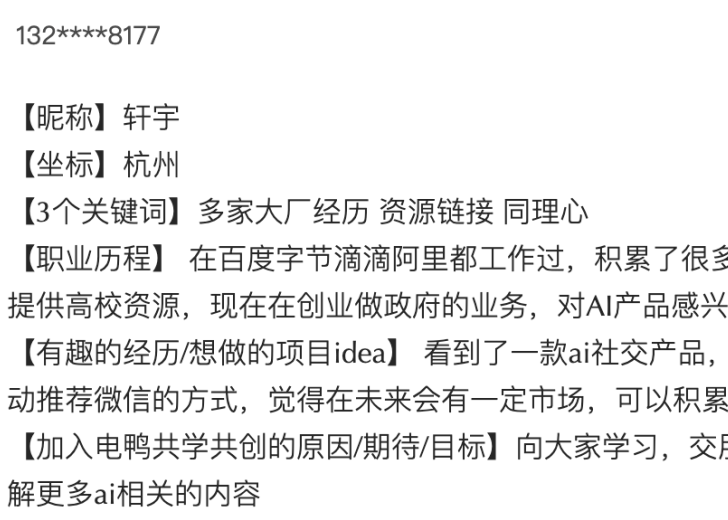 132****8177
【昵称】轩宇
【坐标】杭州
【3个关键词】多家大厂经历 资源链接 同理心
【职业历程】 在百度字节滴滴阿里都工作过，积累了很多
提供高校资源，现在在创业做政府的业务，对AI产品感兴
【有趣的经历/想做的项目idea】 看到了一款ai社交产品，
动推荐微信的方式，觉得在未来会有一定市场，可以积累
【加入电鸭共学共创的原因/期待/目标】向大家学习，交朋
解更多ai相关的内容